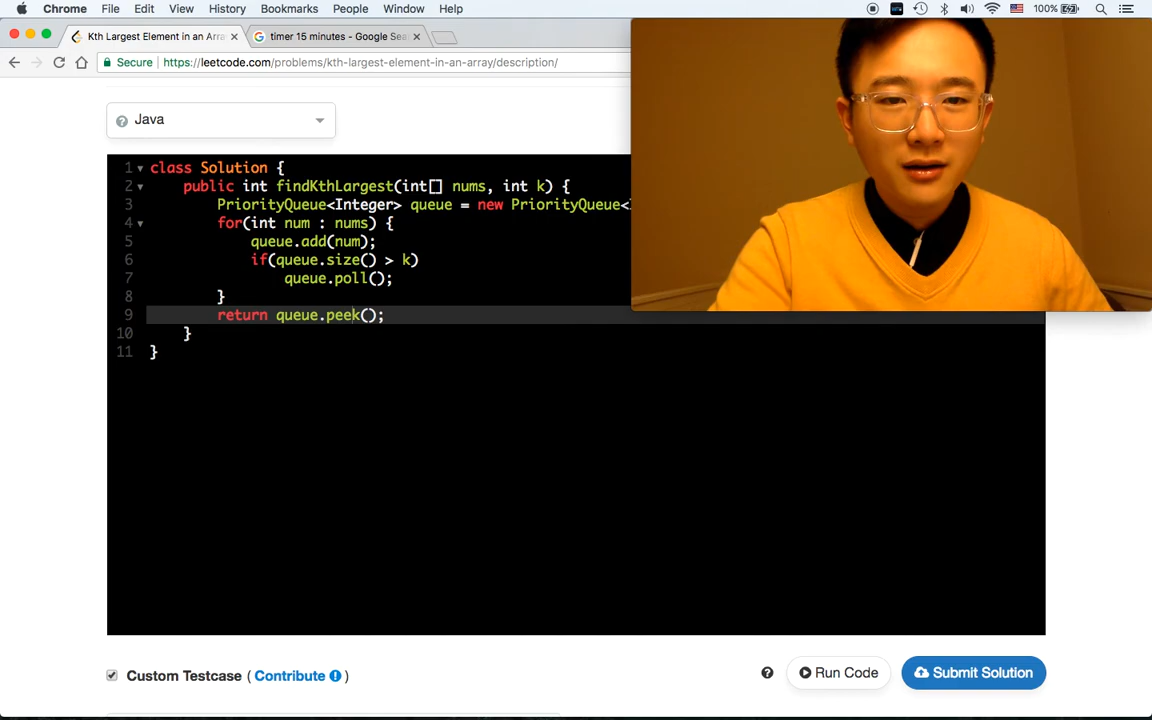 Chrome File Edit View History Bookmarks People Window Help 100%
Kth Largest Element in an Arra timer 15 minutes - Google Sea
Secure https://leetcode.com/problems/kth-largest-element-in-an-array/description/
Java
1 class Solution {
2 public int findKthLargest(int[] nums, int k) {
3 PriorityQueue<Integer> queue = new PriorityQueue<I
4 for(int num : nums) {
5 queue.add(num);
6 if(queue.size() > k)
7 queue.poll();
8 }
9 return queue.peek();
10 }
11 }
Custom Testcase ( Contribute ) ? Run Code Submit Solution